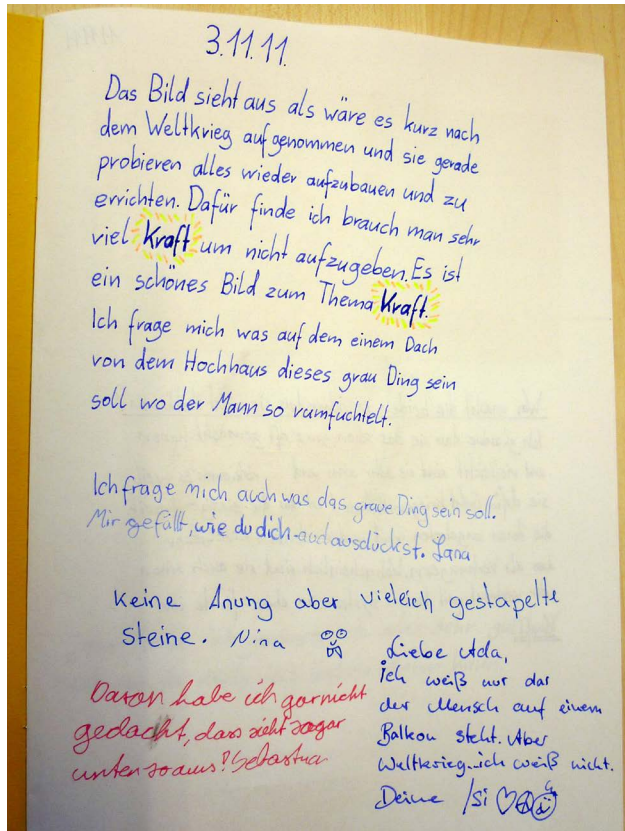 3.11.11.
Das Bild sieht aus als wäre es kurz nach
dem Weltkrieg aufgenommen und sie gerade
probieren alles wieder aufzubauen und zu
errichten. Dafür finde ich brauch man sehr
viel Kraft um nicht aufzugeben. Es ist
ein schönes Bild zum Thema Kraft.
Ich frage mich was auf dem einem Dach
von dem Hochhaus dieses grau Ding sein
soll wo der Mann so rumfuchtelt.
Ich frage mich auch was das graue Ding sein soll.
Mir gefüllt, wie du dich ausdückst. Lana
Keine Anung aber vieleich gestapelte
Steine. Nina
Daran habe ich garnicht
gedacht, dass sieht sogar
unten so aus!
Liebe Ada,
ich weiß nur das
der Mensch auf einem
Balkon steht. Aber
Weltkrieg..ich weiß nicht.
Deine